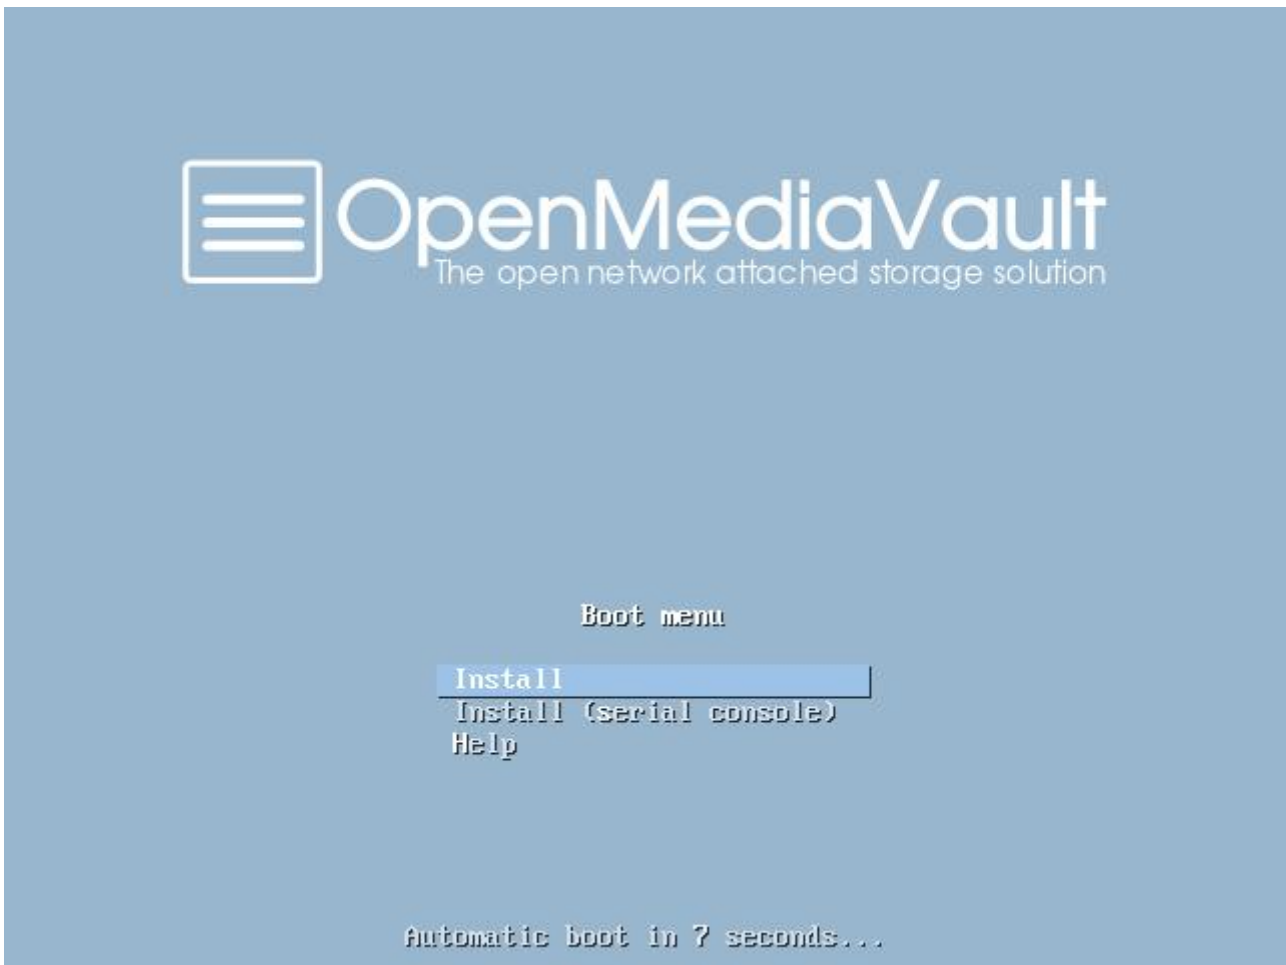 OpenMediaVault
The open network attached storage solution
Boot menu
Install
Install (serial console)
Help
Automatic boot in 7 seconds...